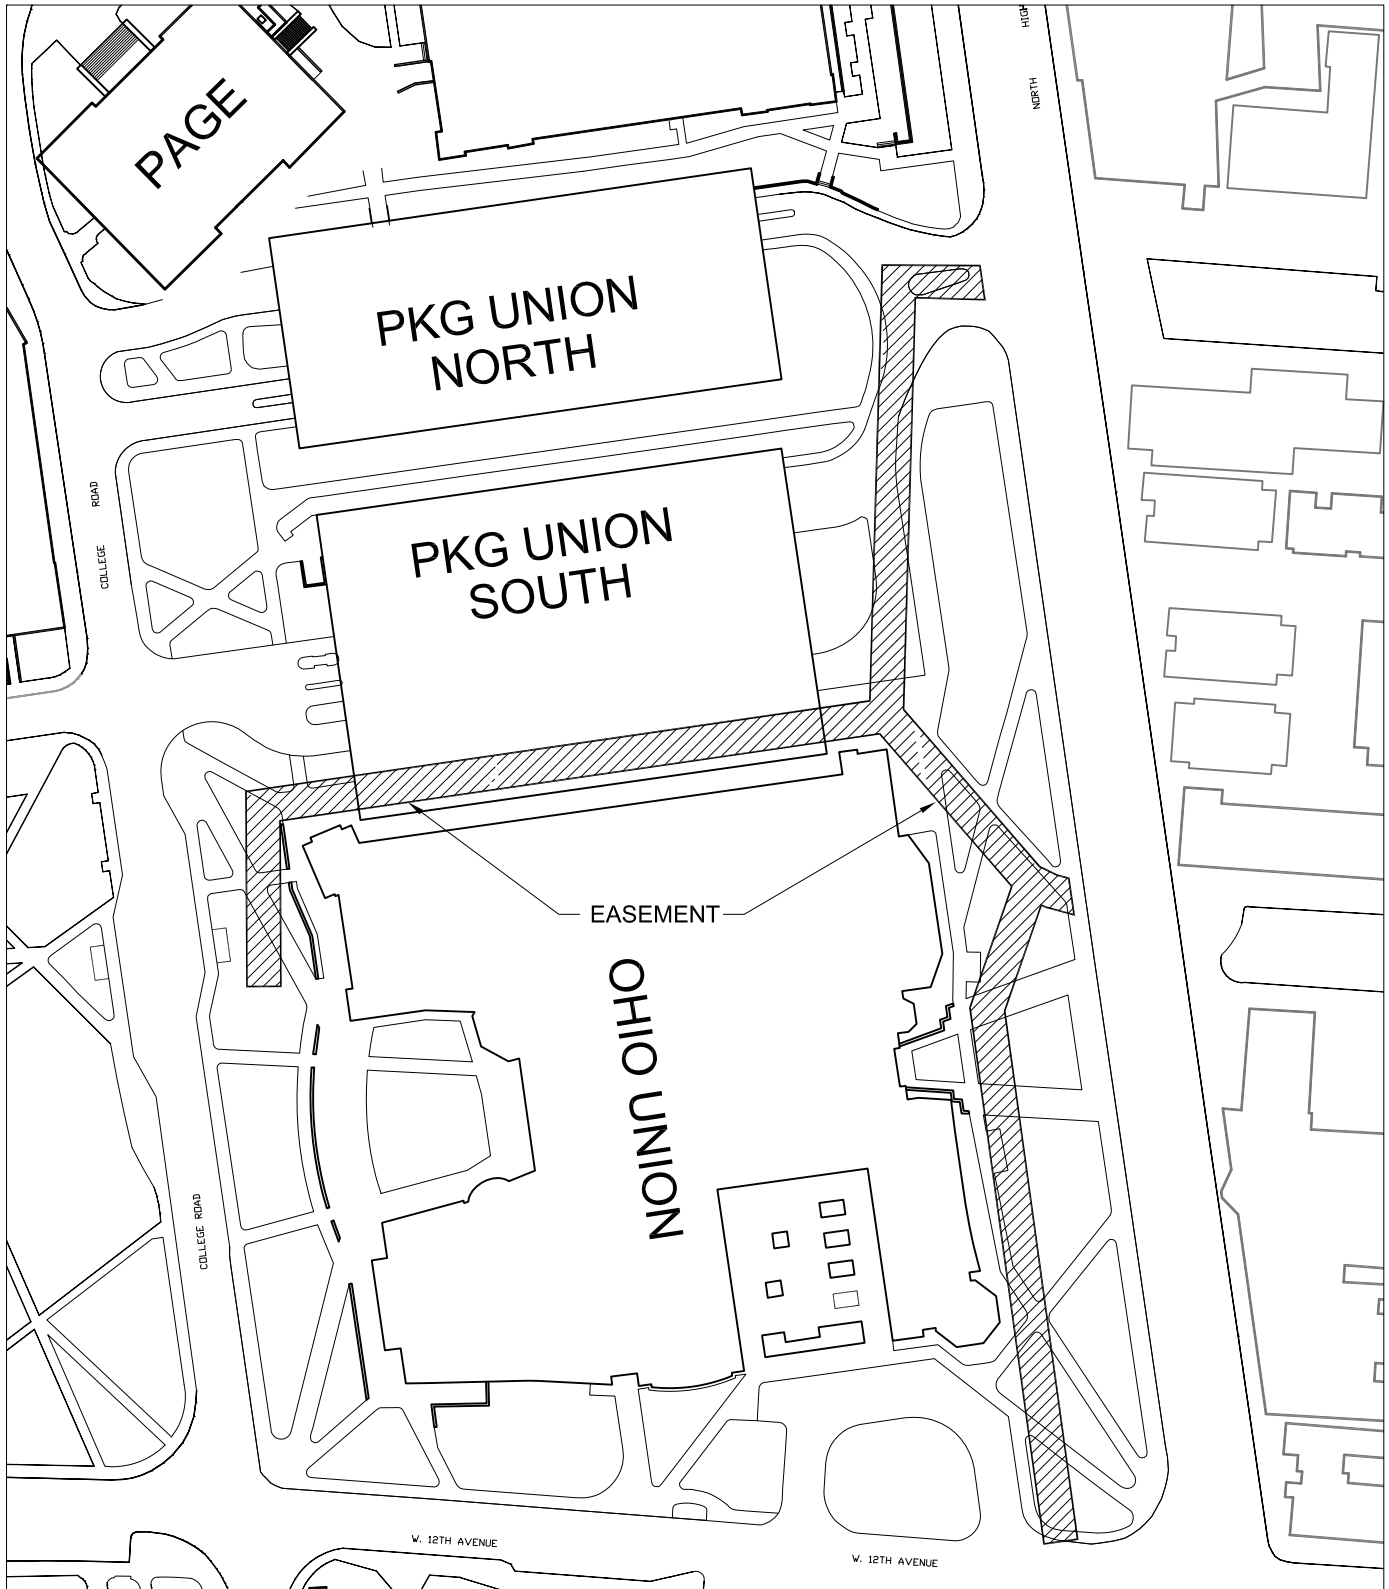 HIGH
NORTH
PAGE
PKG UNION
NORTH
ROAD
COLLEGE
PKG UNION
SOUTH
EASEMENT
OHIO UNION
COLLEGE ROAD
W. 12TH AVENUE
W. 12TH AVENUE